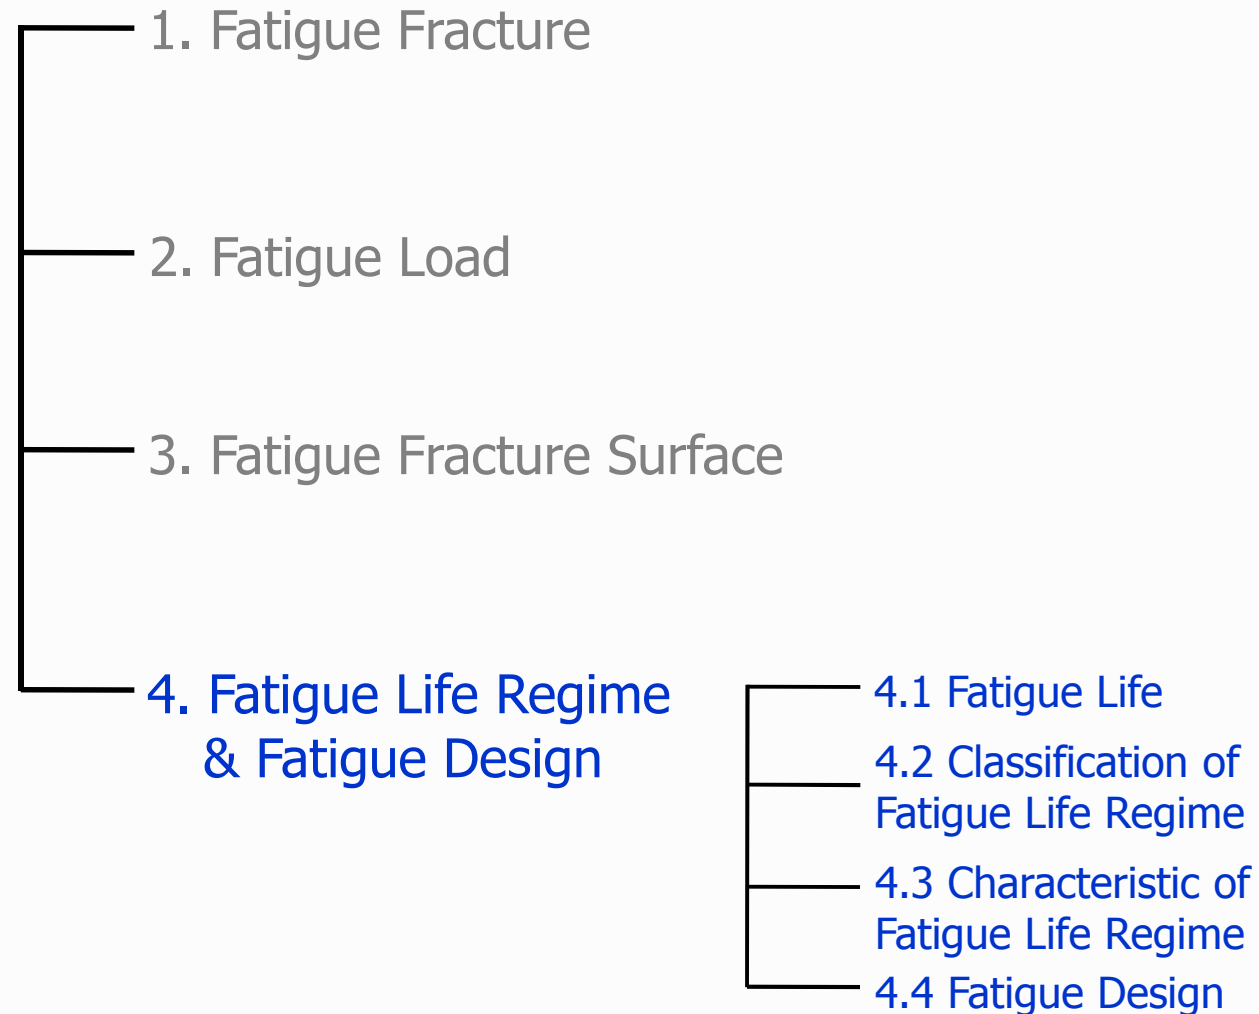 1. Fatigue Fracture
2. Fatigue Load
3. Fatigue Fracture Surface
4. Fatigue Life Regime
& Fatigue Design
4.1 Fatigue Life
4.2 Classification of
Fatigue Life Regime
4.3 Characteristic of
Fatigue Life Regime
4.4 Fatigue Design